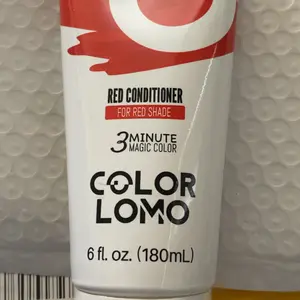 RED CONDITIONER
FOR RED SHADE
3 MINUTE
MAGIC COLOR
COLOR
LOMO
6 fl. oz. (180mL)